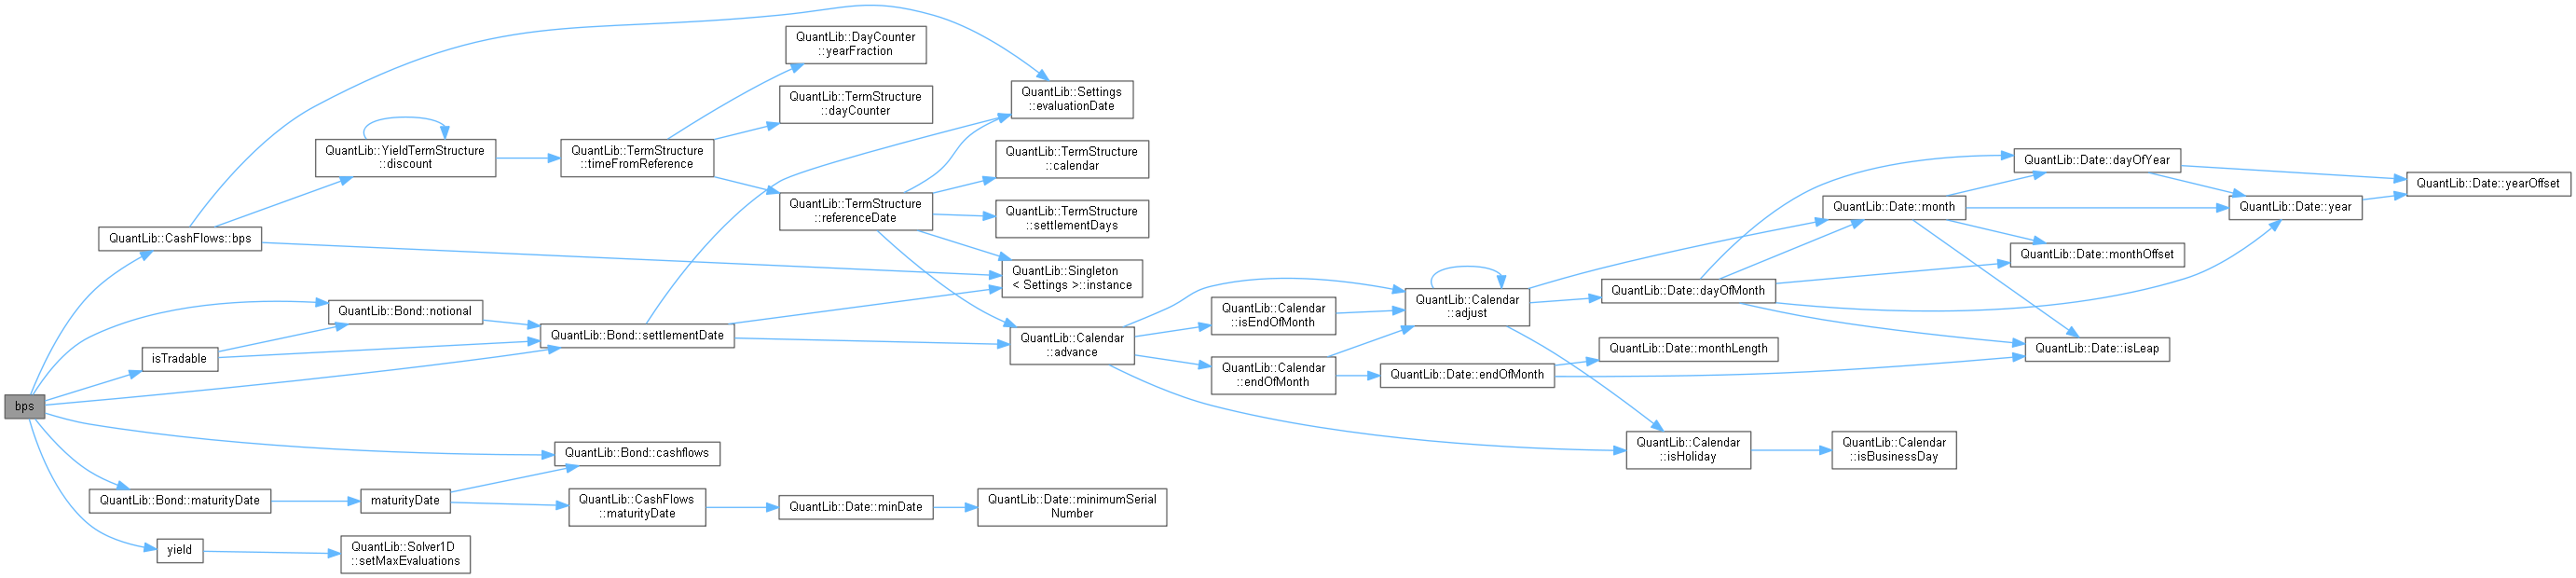 bps
QuantLib::CashFlows::bps
isTradable
QuantLib::Bond::maturityDate
yield
QuantLib::YieldTermStructure
::discount
QuantLib::Bond::notional
maturityDate
QuantLib::Solver1D
::setMaxEvaluations
QuantLib::TermStructure
::timeFromReference
QuantLib::Bond::settlementDate
QuantLib::Bond::cashflows
QuantLib::CashFlows
::maturityDate
QuantLib::DayCounter
::yearFraction
QuantLib::TermStructure
::dayCounter
QuantLib::TermStructure
::referenceDate
QuantLib::Date::minDate
QuantLib::Settings
::evaluationDate
QuantLib::TermStructure
::calendar
QuantLib::TermStructure
::settlementDays
QuantLib::Singleton
< Settings >::instance
QuantLib::Calendar
::advance
QuantLib::Date::minimumSerial
Number
QuantLib::Calendar
::isEndOfMonth
QuantLib::Calendar
::endOfMonth
QuantLib::Calendar
::adjust
QuantLib::Date::endOfMonth
QuantLib::Date::dayOfMonth
QuantLib::Date::monthLength
QuantLib::Calendar
::isHoliday
QuantLib::Date::month
QuantLib::Calendar
::isBusinessDay
QuantLib::Date::dayOfYear
QuantLib::Date::monthOffset
QuantLib::Date::isLeap
QuantLib::Date::year
QuantLib::Date::yearOffset